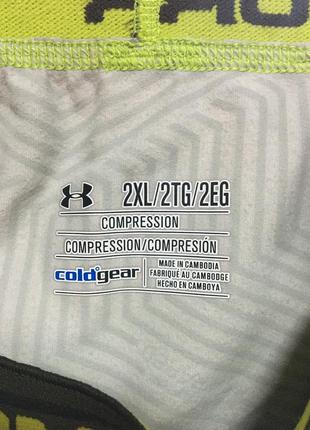 2XL/2TG/2EG
COMPRESSION
COMPRESSION/COMPRESIÓN
coldgear
MADE IN CAMBODIA
FABRIQUÉ AU CAMBODGE
HECHO EN CAMBOYA